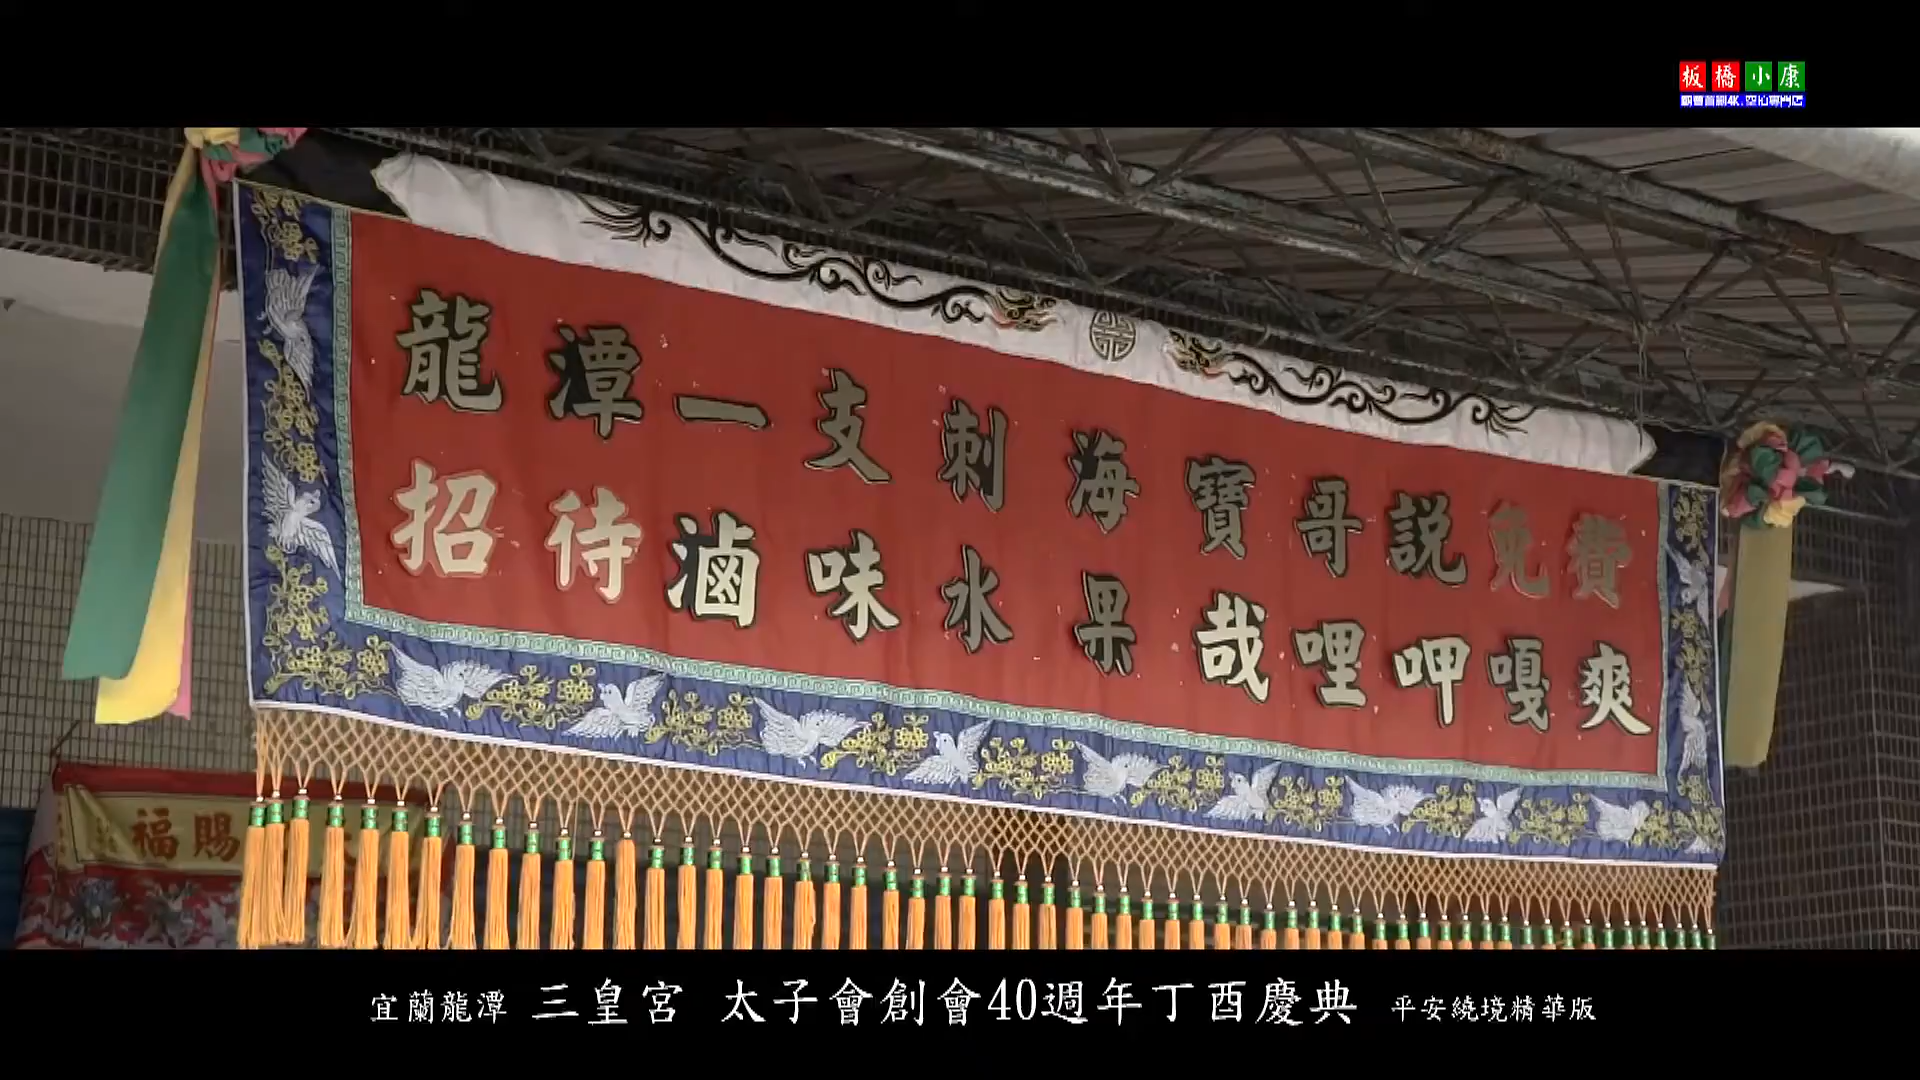 板橋小康
龍潭一支刺海寶哥説免費
招待滷味水果哉哩呷嘎爽
福賜
宜蘭龍潭 三皇宮 太子會創會40週年丁酉慶典 平安繞境精華版